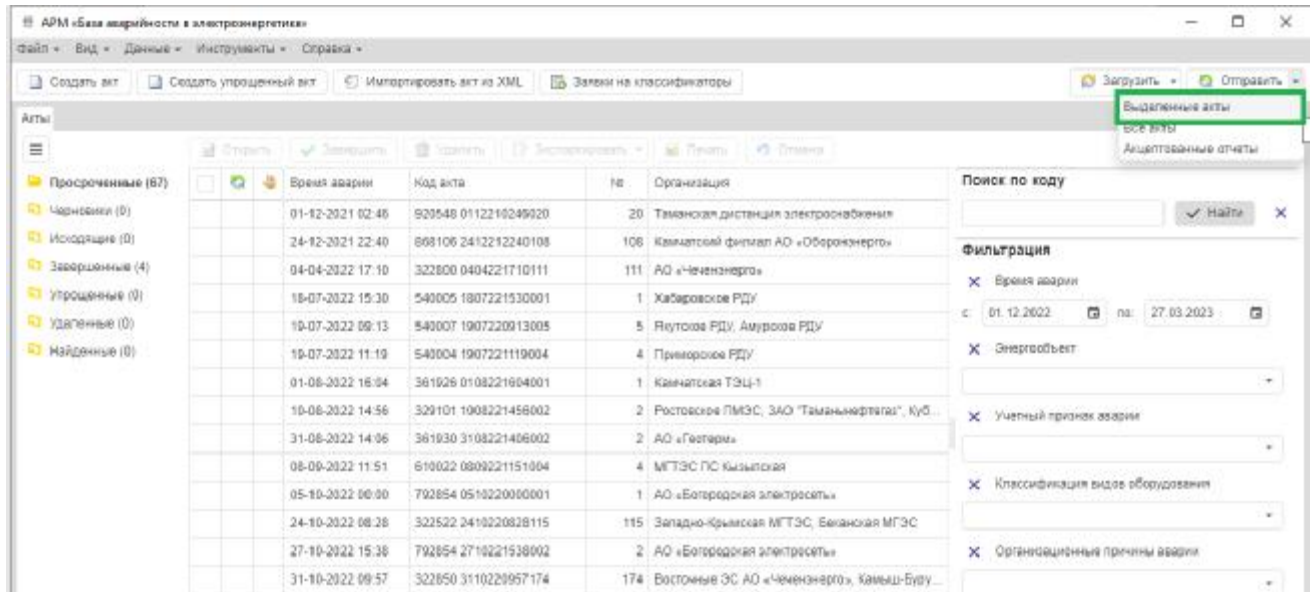 АРМ «База аварийности в электроэнергетике»
Файл Вид Данные Инструменты Справка
Создать акт Создать упрощенный акт Импортировать акт из XML Заявки на классификаторы Загрузить Отправить
Выделенные акты
Все акты
Акцептованные отчеты
Акты
Открыть Завершить Удалить Экспортировать Печать Отмена
Просроченные (67)
Черновики (0)
Исходящие (0)
Завершенные (4)
Упрощенные (0)
Удаленные (0)
Найденные (0)
Время аварии Код акта № Организация
01-12-2021 02:46 920548 0112210246020 20 Таманская дистанция электроснабжения
24-12-2021 22:40 868106 2412212240108 108 Камчатский филиал АО «Оборонэнерго»
04-04-2022 17:10 322800 0404221710111 111 АО «Чеченэнерго»
18-07-2022 15:30 540005 1807221530001 1 Хабаровское РДУ
19-07-2022 09:13 540007 1907220913005 5 Якутское РДУ, Амурское РДУ
19-07-2022 11:19 540004 1907221119004 4 Приморское РДУ
01-08-2022 16:04 361926 0108221604001 1 Камчатская ТЭЦ-1
10-08-2022 14:56 329101 1008221456002 2 Ростовское ПМЭС, ЗАО "Таманьнефтегаз", Куб...
31-08-2022 14:06 361930 3108221406002 2 АО «Геотерм»
08-09-2022 11:51 610022 0809221151004 4 МГТЭС ПС Кызылская
05-10-2022 00:00 792854 0510220000001 1 АО «Богородская электросеть»
24-10-2022 08:28 322522 2410220828115 115 Западно-Крымская МГТЭС, Беканская МГЭС
27-10-2022 15:38 792854 2710221538002 2 АО «Богородская электросеть»
31-10-2022 09:57 322850 3110220957174 174 Восточные ЭС АО «Чеченэнерго», Камыш-Буру...
Поиск по коду
Найти
Фильтрация
Время аварии
с: 01.12.2022 по: 27.03.2023
Энергообъект
Учетный признак аварии
Классификация видов оборудования
Организационные причины аварии